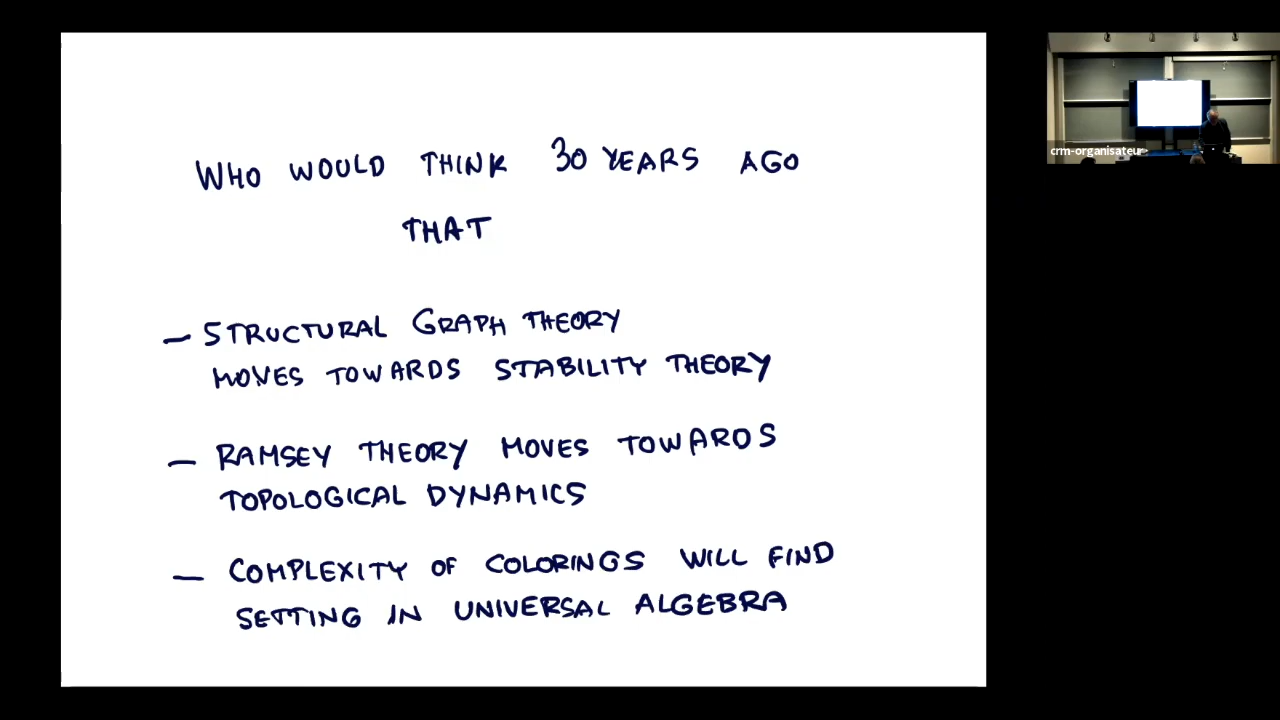 WHO WOULD THINK 30 YEARS AGO
THAT
— STRUCTURAL GRAPH THEORY
MOVES TOWARDS STABILITY THEORY
— RAMSEY THEORY MOVES TOWARDS
TOPOLOGICAL DYNAMICS
— COMPLEXITY OF COLORINGS WILL FIND
SETTING IN UNIVERSAL ALGEBRA
crm-organisateur